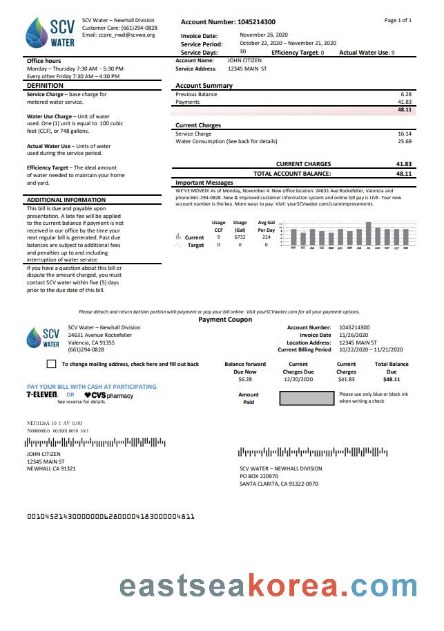 SCV
WATER
SCV Water – Newhall Division
Customer Care: (661)294-0828
Email: ccare_nwd@scvwa.org
Account Number: 1045214300
Page 1 of 1
Invoice Date: November 26, 2020
Service Period: October 22, 2020 – November 21, 2020
Service Days: 30 Efficiency Target: 0 Actual Water Use: 9
Office hours
Monday – Thursday 7:30 AM - 5:30 PM
Every other Friday 7:30 AM – 4:30 PM
Account Name: JOHN CITIZEN
Service Address: 12345 MAIN ST
DEFINITION
Service Charge – base charge for
metered water service.
Water Use Charge – Unit of water
used. One (1) unit is equal to 100 cubic
feet (CCF), or 748 gallons.
Actual Water Use – Units of water
used during the service period.
Efficiency Target – The ideal amount
of water needed to maintain your home
and yard.
Account Summary
Previous Balance 6.28
Payments 41.83
48.11
Current Charges
Service Charge 16.14
Water Consumption (See back for details) 25.69
CURRENT CHARGES 41.83
TOTAL ACCOUNT BALANCE: 48.11
Important Messages
WE'VE MOVED! As of Monday, November 4: New office location: 24631 Ave Rockefeller, Valencia and
phone:661-294-0828. New & improved customer information system and online bill pay is LIVE. Your new
account number is the key. More ways to pay. Visit: yourSCVwater.com/csanimprovements.
ADDITIONAL INFORMATION
This bill is due and payable upon
presentation. A late fee will be applied
to the current balance if payment is not
received in our office by the time your
next regular bill is generated. Past due
balances are subject to additional fees
and penalties up to and including
interruption of water service.
If you have a question about this bill or
dispute the amount charged, you must
contact SCV water within five (5) days
prior to the due date of this bill.
Usage Usage Avg Gal
CCF (Gal) Per Day
Current 9 6732 224
Target 0 0 0
Please detach and return bottom portion with payment or pay your bill online. Visit yourSCVwater.com for all your payment options.
Payment Coupon
SCV
WATER
SCV Water – Newhall Division
24631 Avenue Rockefeller
Valencia, CA 91355
(661)294-0828
Account Number: 1045214300
Invoice Date 11/26/2020
Location Address: 12345 MAIN ST
Current Billing Period 10/22/2020 – 11/21/2020
To change mailing address, check here and fill out back
Balance forward Current Current Total Balance
Due Now Charges Due Charges Due
$6.28 12/20/2020 $41.83 $48.11
PAY YOUR BILL WITH CASH AT PARTICIPATING
7-ELEVEN. OR CVS pharmacy
See reversal for details
Amount
Paid
Please use only blue or black ink
when writing a check
JOHN CITIZEN
12345 MAIN ST
NEWHALL CA 91321
SCV WATER – NEWHALL DIVISION
PO BOX 220970
SANTA CLARITA, CA 91322-0970
eastseakorea.com